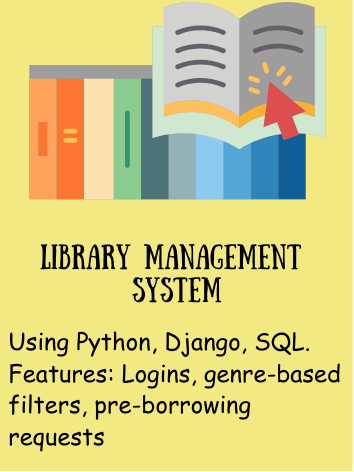 LIBRARY MANAGEMENT
SYSTEM
Using Python, Django, SQL.
Features: Logins, genre-based
filters, pre-borrowing
requests